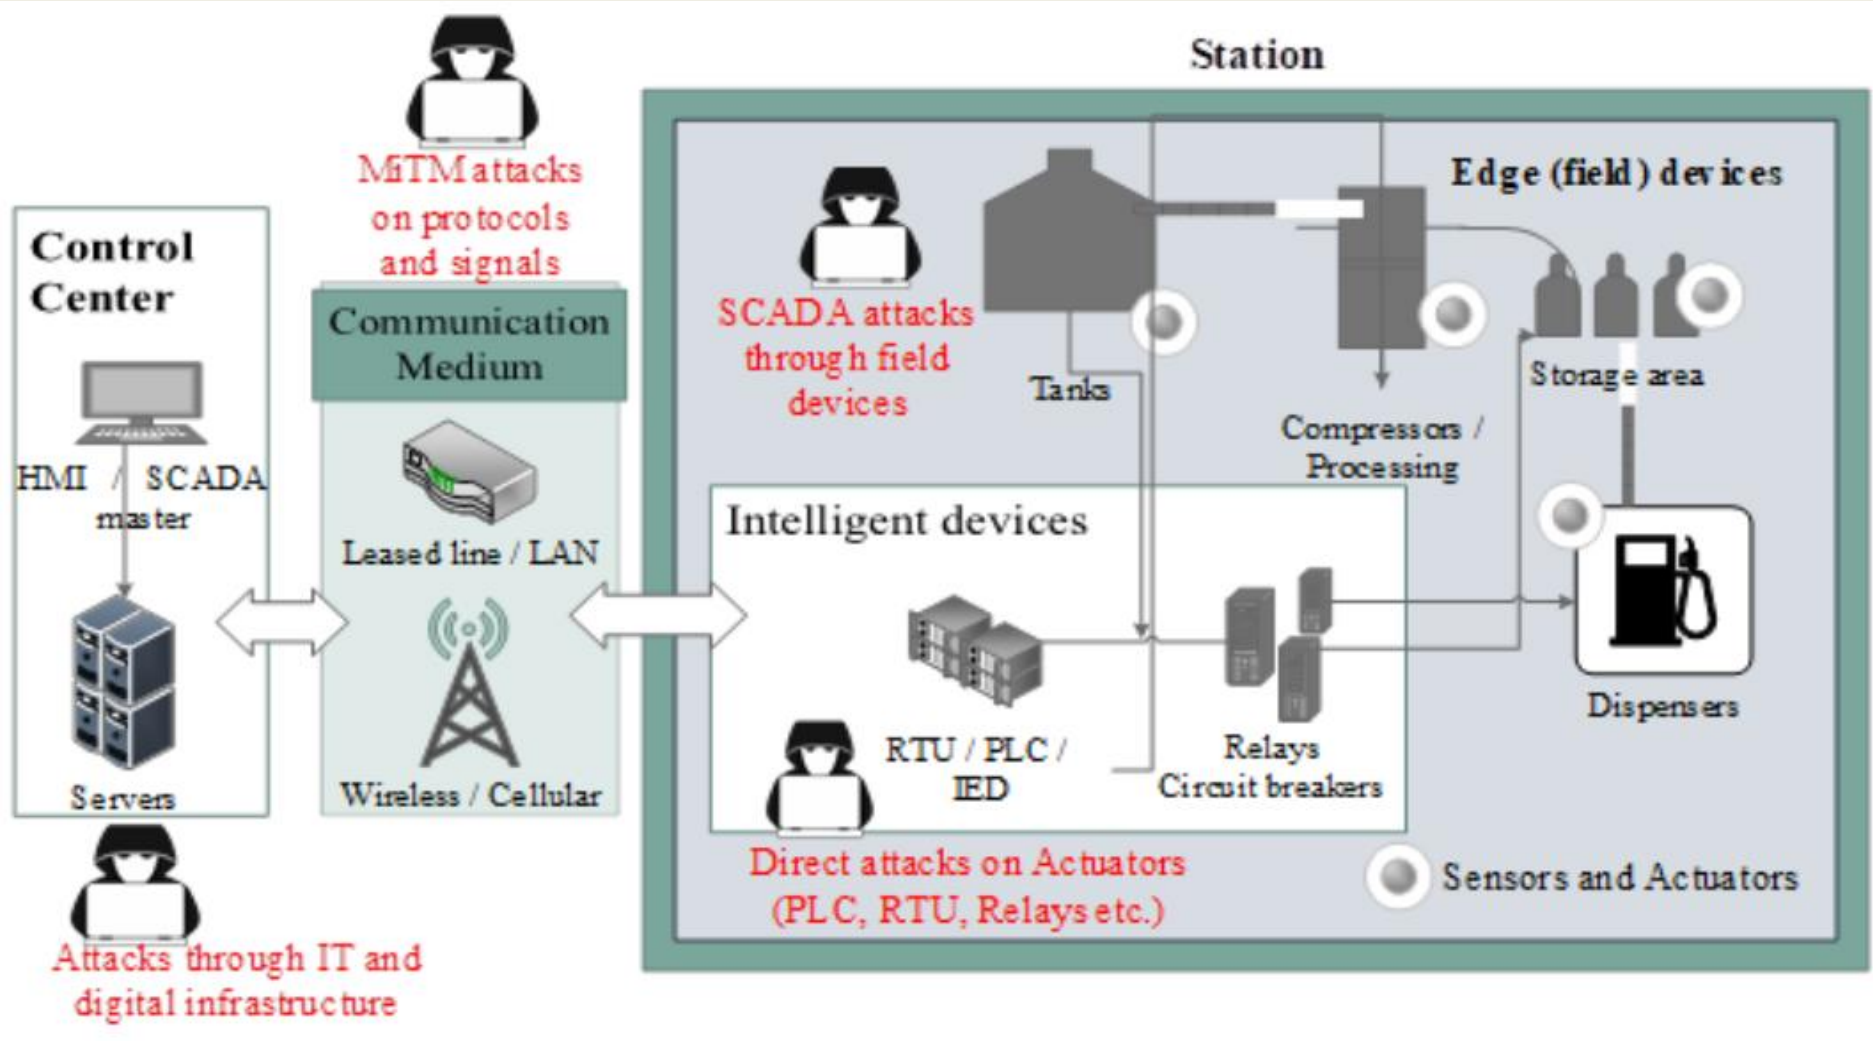 Station
MiTM attacks
on protocols
and signals
Control
Center
HMI / SCADA
master
Servers
Attacks through IT and
digital infrastructure
Communication
Medium
Leased line / LAN
Wireless / Cellular
SCADA attacks
through field
devices
Tanks
Edge (field) devices
Compressors /
Processing
Storage area
Intelligent devices
RTU / PLC /
IED
Relays
Circuit breakers
Dispensers
Direct attacks on Actuators
(PLC, RTU, Relays etc.)
Sensors and Actuators